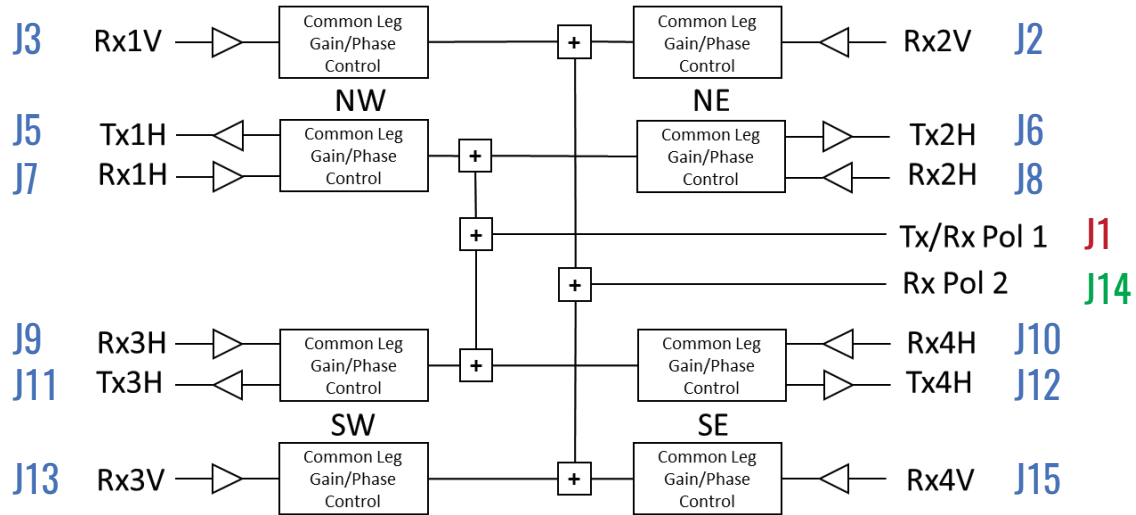 J3 Rx1V Common Leg Gain/Phase Control + Common Leg Gain/Phase Control Rx2V J2
NW NE
J5 Tx1H Common Leg Gain/Phase Control + Common Leg Gain/Phase Control Tx2H J6
J7 Rx1H Rx2H J8
+ Tx/Rx Pol 1 J1
+ Rx Pol 2 J14
J9 Rx3H Common Leg Gain/Phase Control + Common Leg Gain/Phase Control Rx4H J10
J11 Tx3H Tx4H J12
SW SE
J13 Rx3V Common Leg Gain/Phase Control + Common Leg Gain/Phase Control Rx4V J15